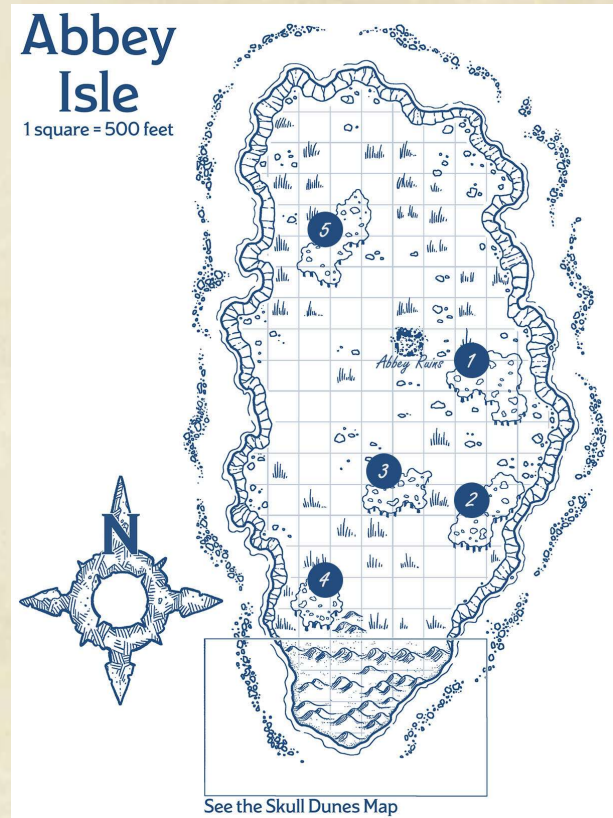 Abbey
Isle
1 square = 500 feet
5
Abbey Ruins
1
3
2
4
N
See the Skull Dunes Map